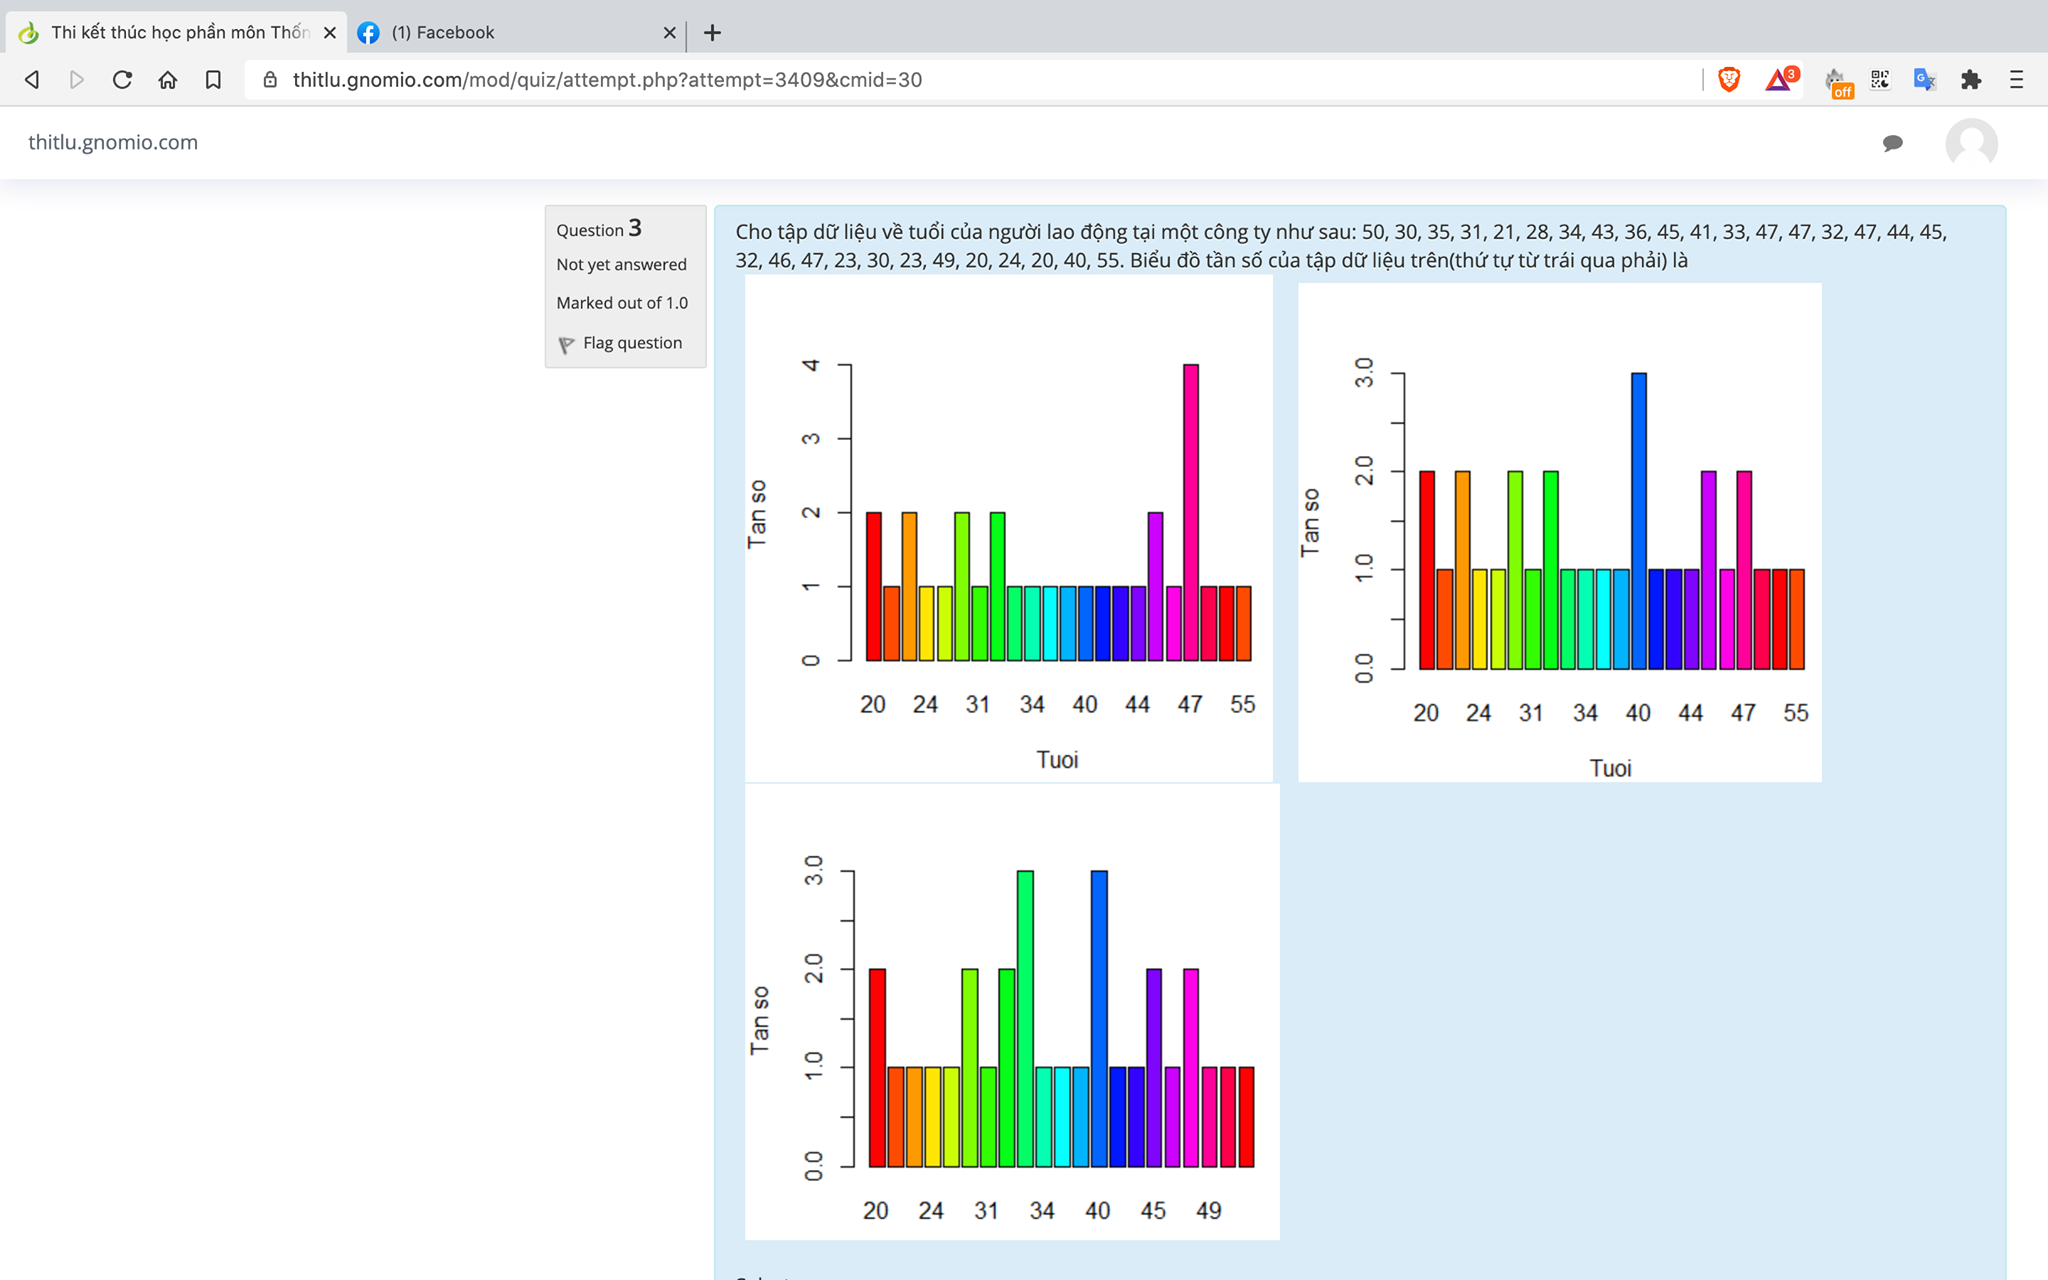 Thi kết thúc học phần môn Thốn
(1) Facebook
thitlu.gnomio.com/mod/quiz/attempt.php?attempt=3409&cmid=30
3
off
thitlu.gnomio.com
Question 3
Not yet answered
Marked out of 1.0
Flag question
Cho tập dữ liệu về tuổi của người lao động tại một công ty như sau: 50, 30, 35, 31, 21, 28, 34, 43, 36, 45, 41, 33, 47, 47, 32, 47, 44, 45,
32, 46, 47, 23, 30, 23, 49, 20, 24, 20, 40, 55. Biểu đồ tần số của tập dữ liệu trên(thứ tự từ trái qua phải) là
4
3
2
1
0
Tan so
20 24 31 34 40 44 47 55
Tuoi
3.0
2.0
1.0
0.0
Tan so
20 24 31 34 40 44 47 55
Tuoi
3.0
2.0
1.0
0.0
Tan so
20 24 31 34 40 45 49